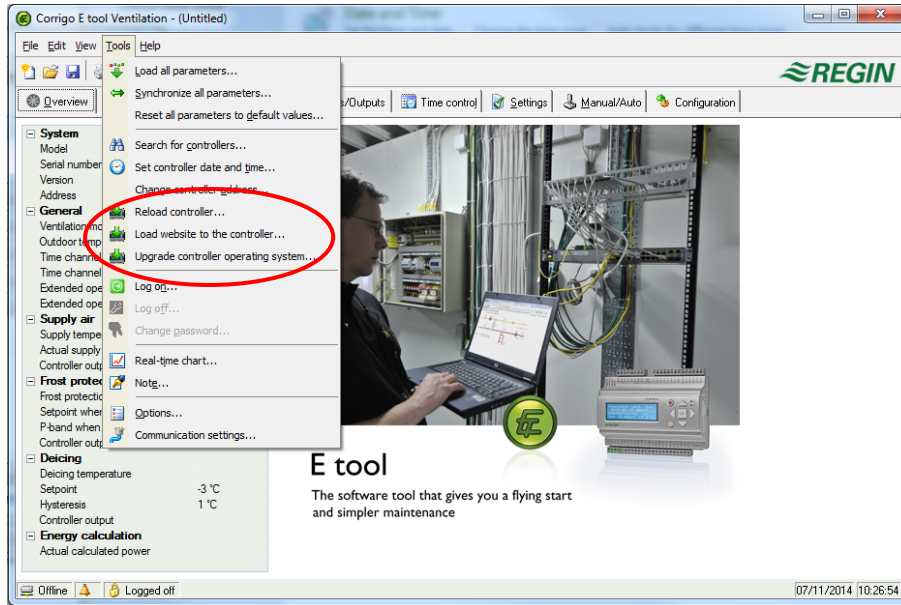 Corrigo E tool Ventilation - (Untitled)
File Edit View Tools Help
REGIN
Overview
s/Outputs Time control Settings Manual/Auto Configuration
Load all parameters...
Synchronize all parameters...
Reset all parameters to default values...
Search for controllers...
Set controller date and time...
Change controller address...
Reload controller...
Load website to the controller...
Upgrade controller operating system...
Log on...
Log off...
Change password...
Real-time chart...
Note...
Options...
Communication settings...
System
Model
Serial number
Version
Address
General
Ventilation mo
Outdoor temp
Time channel
Time channel
Extended ope
Extended ope
Supply air
Supply tempe
Actual supply
Controller outp
Frost protec
Frost protectio
Setpoint wher
P-band when
Controller outp
Deicing
Deicing temperature
Setpoint -3 °C
Hysteresis 1 °C
Controller output
Energy calculation
Actual calculated power
E tool
The software tool that gives you a flying start
and simpler maintenance
Offline Logged off 07/11/2014 10:26:54